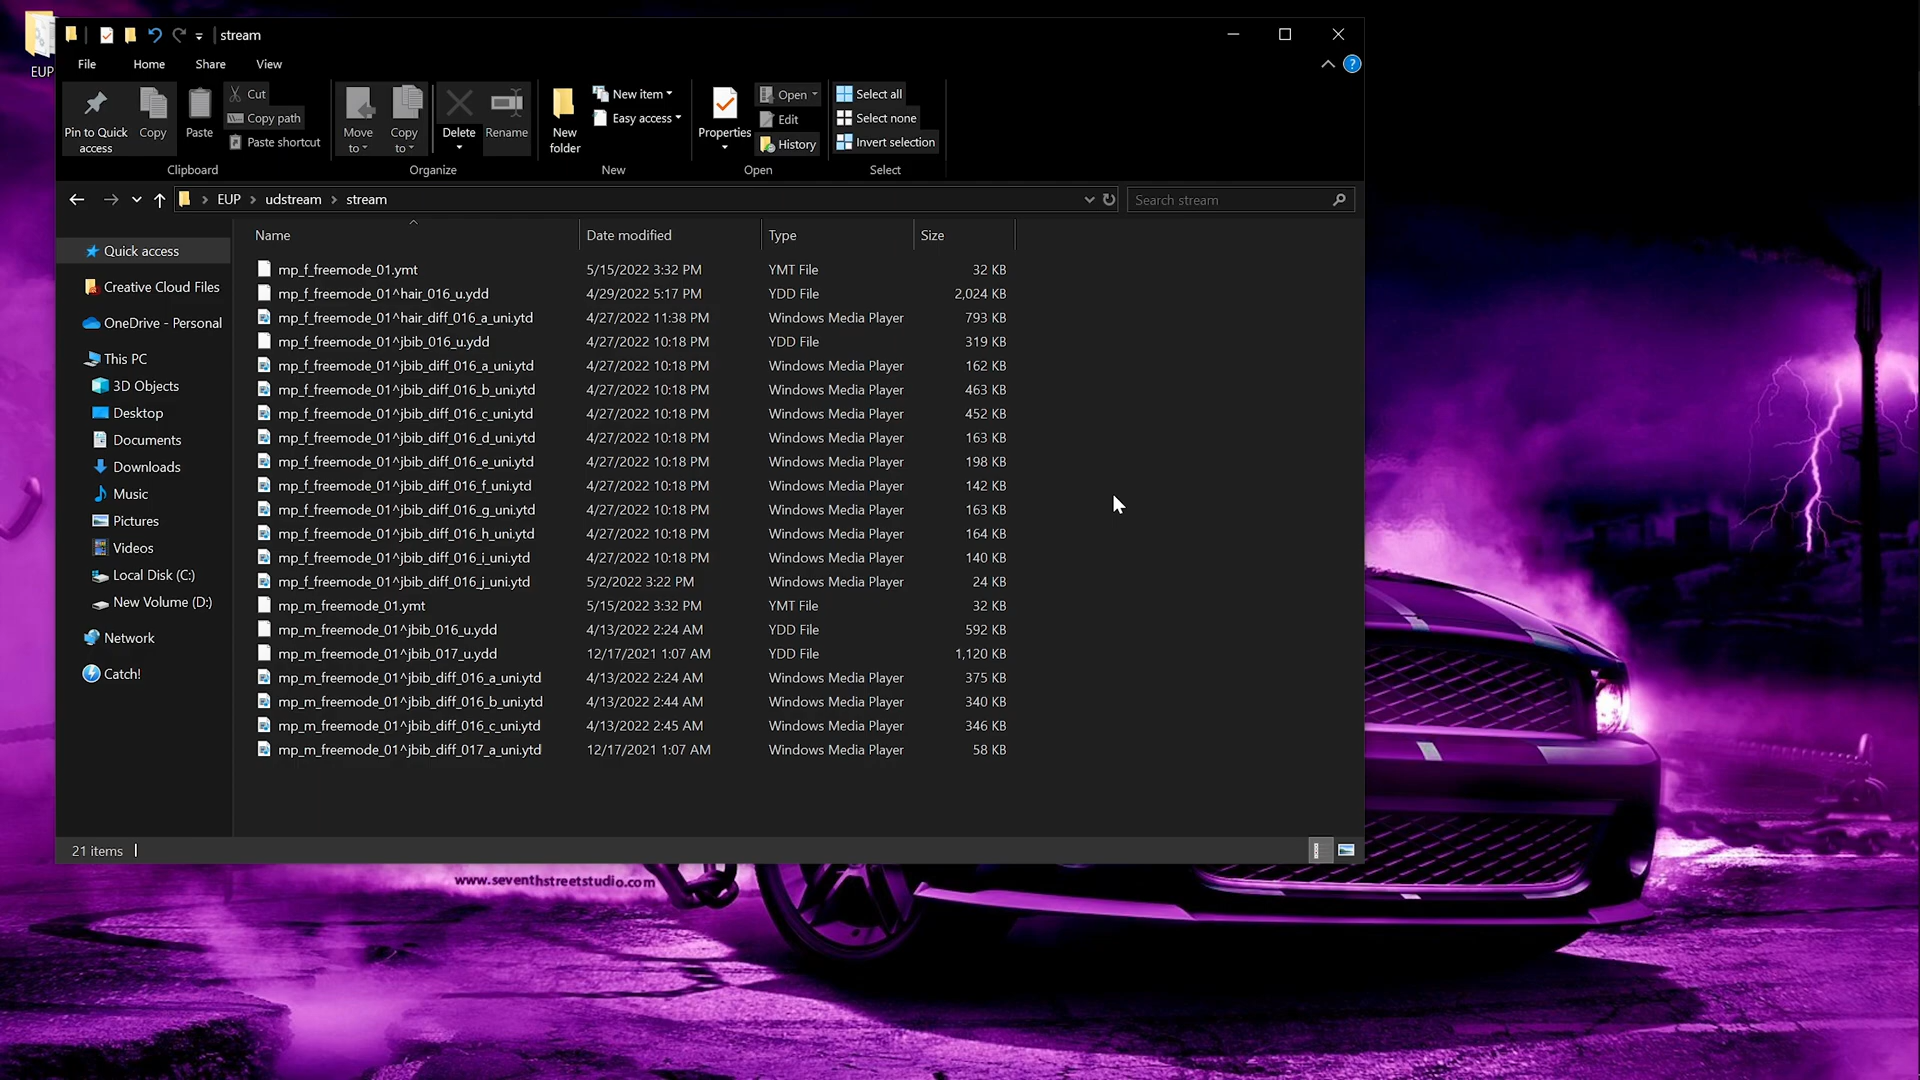 EUP
stream
File Home Share View
Pin to Quick access
Copy
Paste
Cut
Copy path
Paste shortcut
Move to
Copy to
Delete
Rename
New folder
New item
Easy access
Properties
Open
Edit
History
Select all
Select none
Invert selection
Clipboard Organize New Open Select
EUP udstream stream
Search stream
Name Date modified Type Size
Quick access
Creative Cloud Files
OneDrive - Personal
This PC
3D Objects
Desktop
Documents
Downloads
Music
Pictures
Videos
Local Disk (C:)
New Volume (D:)
Network
Catch!
mp_f_freemode_01.ymt 5/15/2022 3:32 PM YMT File 32 KB
mp_f_freemode_01^hair_016_u.ydd 4/29/2022 5:17 PM YDD File 2,024 KB
mp_f_freemode_01^hair_diff_016_a_uni.ytd 4/27/2022 11:38 PM Windows Media Player 793 KB
mp_f_freemode_01^jbib_016_u.ydd 4/27/2022 10:18 PM YDD File 319 KB
mp_f_freemode_01^jbib_diff_016_a_uni.ytd 4/27/2022 10:18 PM Windows Media Player 162 KB
mp_f_freemode_01^jbib_diff_016_b_uni.ytd 4/27/2022 10:18 PM Windows Media Player 463 KB
mp_f_freemode_01^jbib_diff_016_c_uni.ytd 4/27/2022 10:18 PM Windows Media Player 452 KB
mp_f_freemode_01^jbib_diff_016_d_uni.ytd 4/27/2022 10:18 PM Windows Media Player 163 KB
mp_f_freemode_01^jbib_diff_016_e_uni.ytd 4/27/2022 10:18 PM Windows Media Player 198 KB
mp_f_freemode_01^jbib_diff_016_f_uni.ytd 4/27/2022 10:18 PM Windows Media Player 142 KB
mp_f_freemode_01^jbib_diff_016_g_uni.ytd 4/27/2022 10:18 PM Windows Media Player 163 KB
mp_f_freemode_01^jbib_diff_016_h_uni.ytd 4/27/2022 10:18 PM Windows Media Player 164 KB
mp_f_freemode_01^jbib_diff_016_i_uni.ytd 4/27/2022 10:18 PM Windows Media Player 140 KB
mp_f_freemode_01^jbib_diff_016_j_uni.ytd 5/2/2022 3:22 PM Windows Media Player 24 KB
mp_m_freemode_01.ymt 5/15/2022 3:32 PM YMT File 32 KB
mp_m_freemode_01^jbib_016_u.ydd 4/13/2022 2:24 AM YDD File 592 KB
mp_m_freemode_01^jbib_017_u.ydd 12/17/2021 1:07 AM YDD File 1,120 KB
mp_m_freemode_01^jbib_diff_016_a_uni.ytd 4/13/2022 2:24 AM Windows Media Player 375 KB
mp_m_freemode_01^jbib_diff_016_b_uni.ytd 4/13/2022 2:44 AM Windows Media Player 340 KB
mp_m_freemode_01^jbib_diff_016_c_uni.ytd 4/13/2022 2:45 AM Windows Media Player 346 KB
mp_m_freemode_01^jbib_diff_017_a_uni.ytd 12/17/2021 1:07 AM Windows Media Player 58 KB
21 items
www.seventhstreetstudio.com